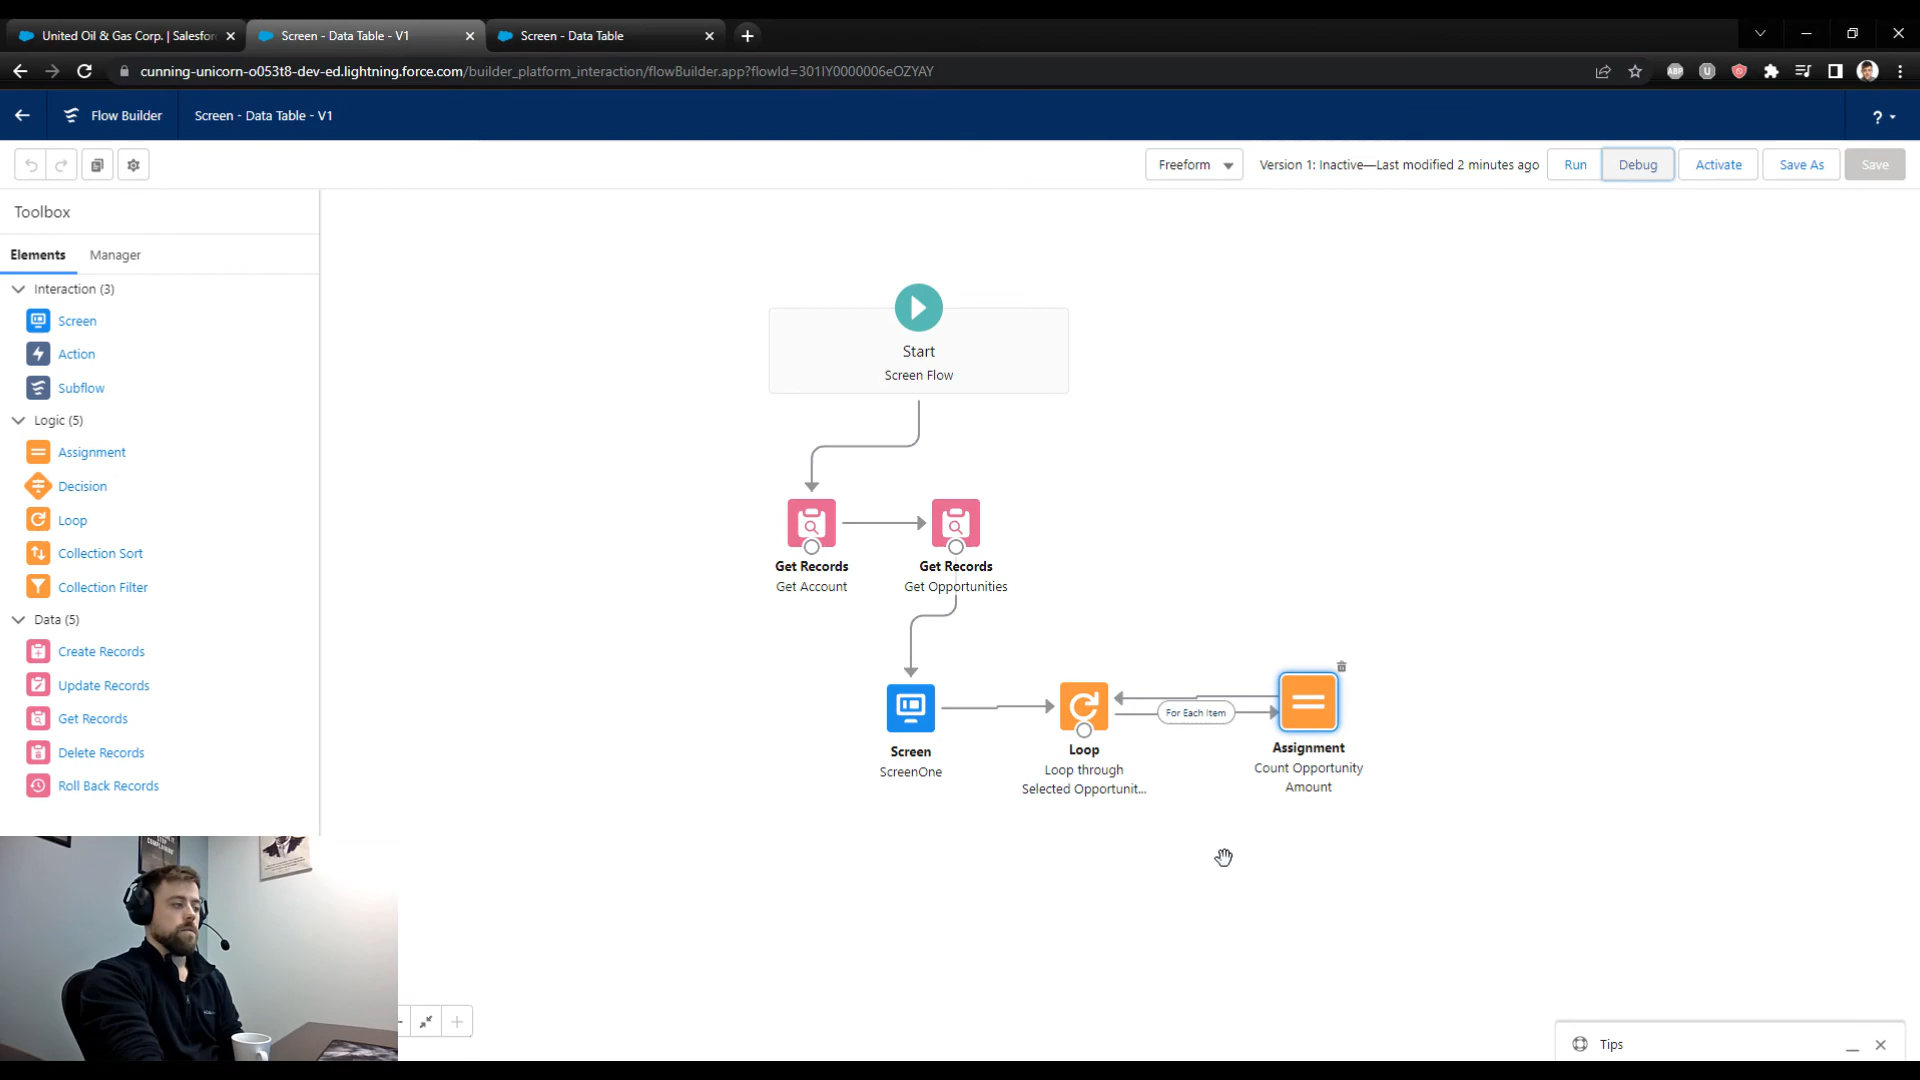 United Oil & Gas Corp. | Salesfor
Screen - Data Table - V1
Screen - Data Table
cunning-unicorn-o053t8-dev-ed.lightning.force.com/builder_platform_interaction/flowBuilder.app?flowId=301IY0000006eOZYAY
Flow Builder
Screen - Data Table - V1
?
Freeform
Version 1: Inactive—Last modified 2 minutes ago
Run
Debug
Activate
Save As
Save
Toolbox
Elements
Manager
Interaction (3)
Screen
Action
Subflow
Logic (5)
Assignment
Decision
Loop
Collection Sort
Collection Filter
Data (5)
Create Records
Update Records
Get Records
Delete Records
Roll Back Records
Start
Screen Flow
Get Records
Get Account
Get Records
Get Opportunities
Screen
ScreenOne
Loop
Loop through
Selected Opportunit...
For Each Item
Assignment
Count Opportunity
Amount
Tips